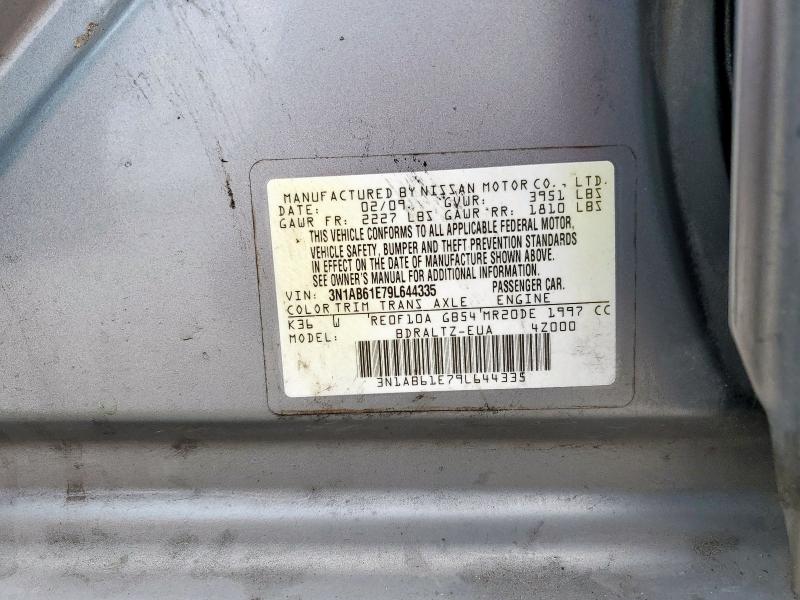 MANUFACTURED BY NISSAN MOTOR CO., LTD.
DATE: 02/09 GVWR: 3951 LBS
GAWR FR: 2227 LBS GAWR RR: 1810 LBS
THIS VEHICLE CONFORMS TO ALL APPLICABLE FEDERAL MOTOR
VEHICLE SAFETY, BUMPER AND THEFT PREVENTION STANDARDS
IN EFFECT ON THE DATE OF MANUFACTURE SHOWN ABOVE.
SEE OWNER'S MANUAL FOR ADDITIONAL INFORMATION.
VIN: 3N1AB61E79L644335 PASSENGER CAR.
COLOR TRIM TRANS AXLE ENGINE
K36 W RE0F10A GB54 MR20DE 1997 CC
MODEL: BDRALTZ-EUA 4Z000
3N1AB61E79L644335